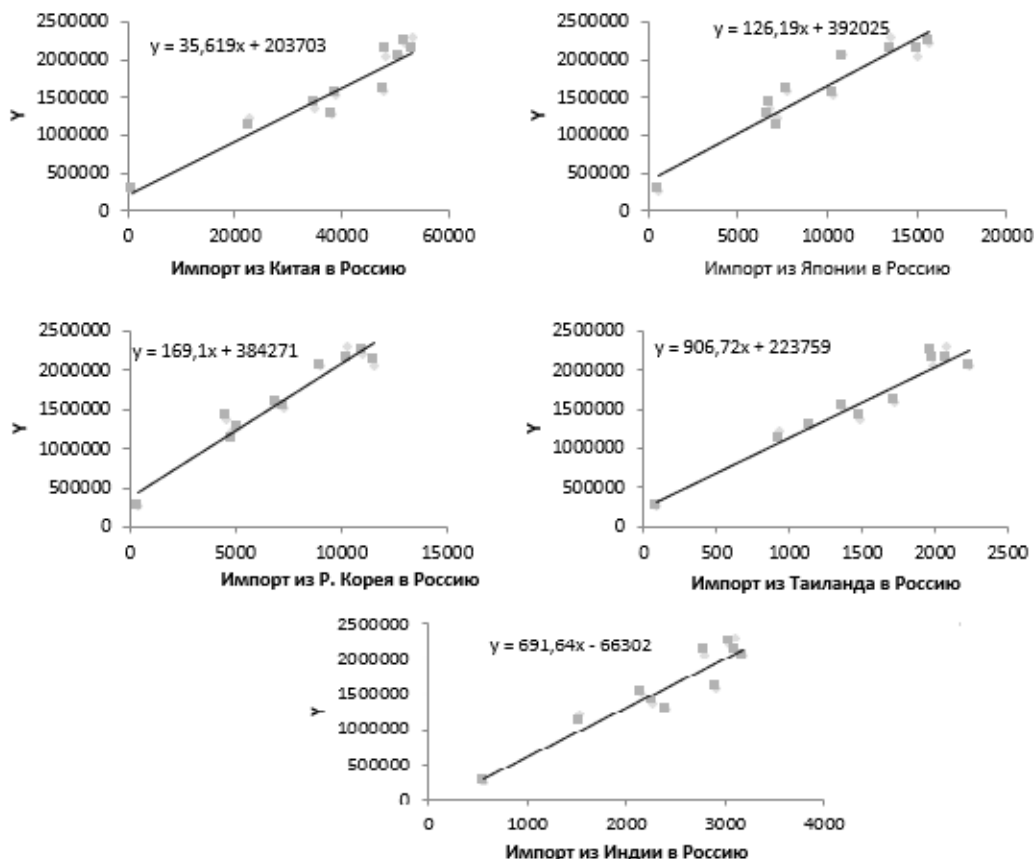 2500000
2000000
1500000
1000000
500000
0
Y
y = 35,619x + 203703
0 20000 40000 60000
Импорт из Китая в Россию
2500000
2000000
1500000
1000000
500000
0
Y
y = 126,19x + 392025
0 5000 10000 15000 20000
Импорт из Японии в Россию
2500000
2000000
1500000
1000000
500000
0
Y
y = 169,1x + 384271
0 5000 10000 15000
Импорт из Р. Корея в Россию
2500000
2000000
1500000
1000000
500000
0
Y
y = 906,72x + 223759
0 500 1000 1500 2000 2500
Импорт из Таиланда в Россию
2500000
2000000
1500000
1000000
500000
0
Y
y = 691,64x - 66302
0 1000 2000 3000 4000
Импорт из Индии в Россию